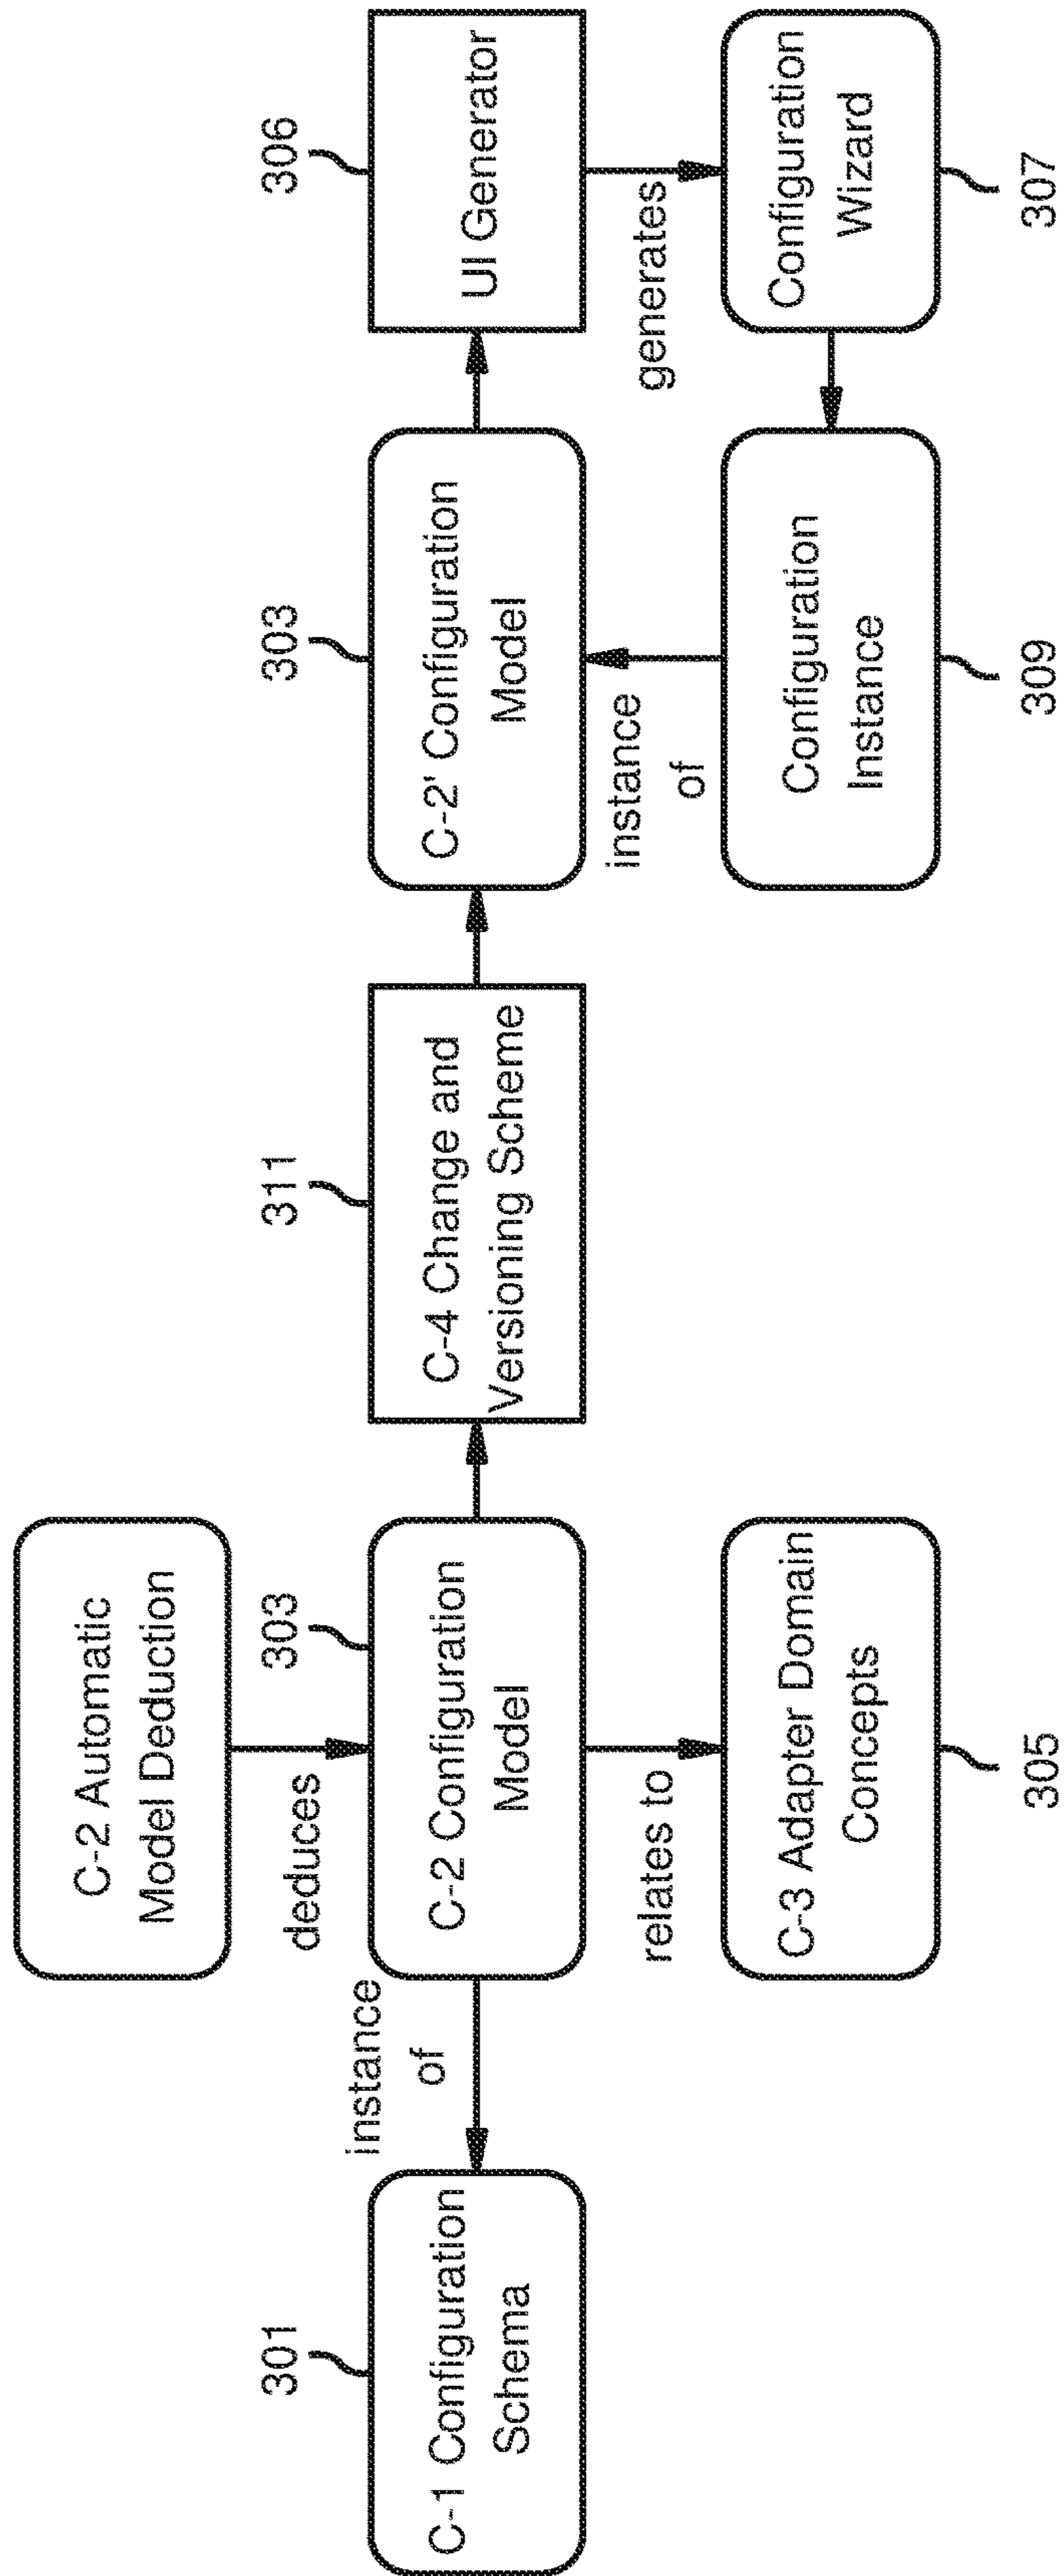 C-2 Automatic
Model Deduction
deduces
301
C-1 Configuration
Schema
instance
of
303
C-2 Configuration
Model
311
C-4 Change and
Versioning Scheme
303
C-2' Configuration
Model
306
UI Generator
relates to
instance
of
generates
C-3 Adapter Domain
Concepts
305
Configuration
Instance
309
Configuration
Wizard
307